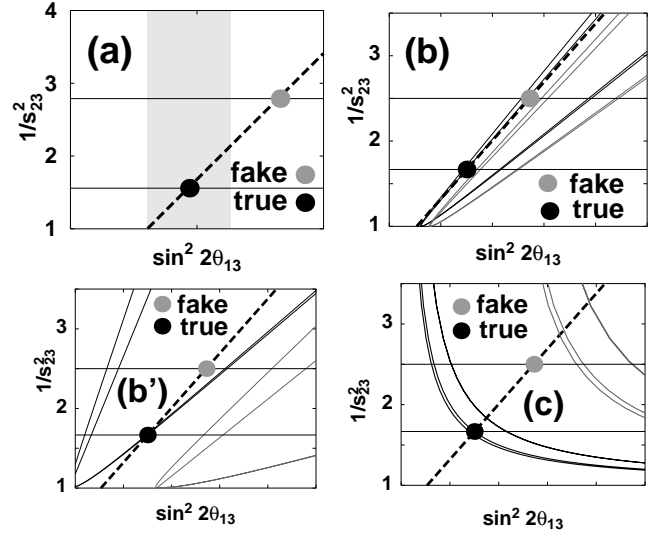 (a)
4
3
2
1
1/s²₂₃
fake
true
sin² 2θ₁₃
(b)
3
2
1
1/s²₂₃
fake
true
sin² 2θ₁₃
(b')
3
2
1
1/s²₂₃
fake
true
sin² 2θ₁₃
(c)
3
2
1
1/s²₂₃
fake
true
sin² 2θ₁₃